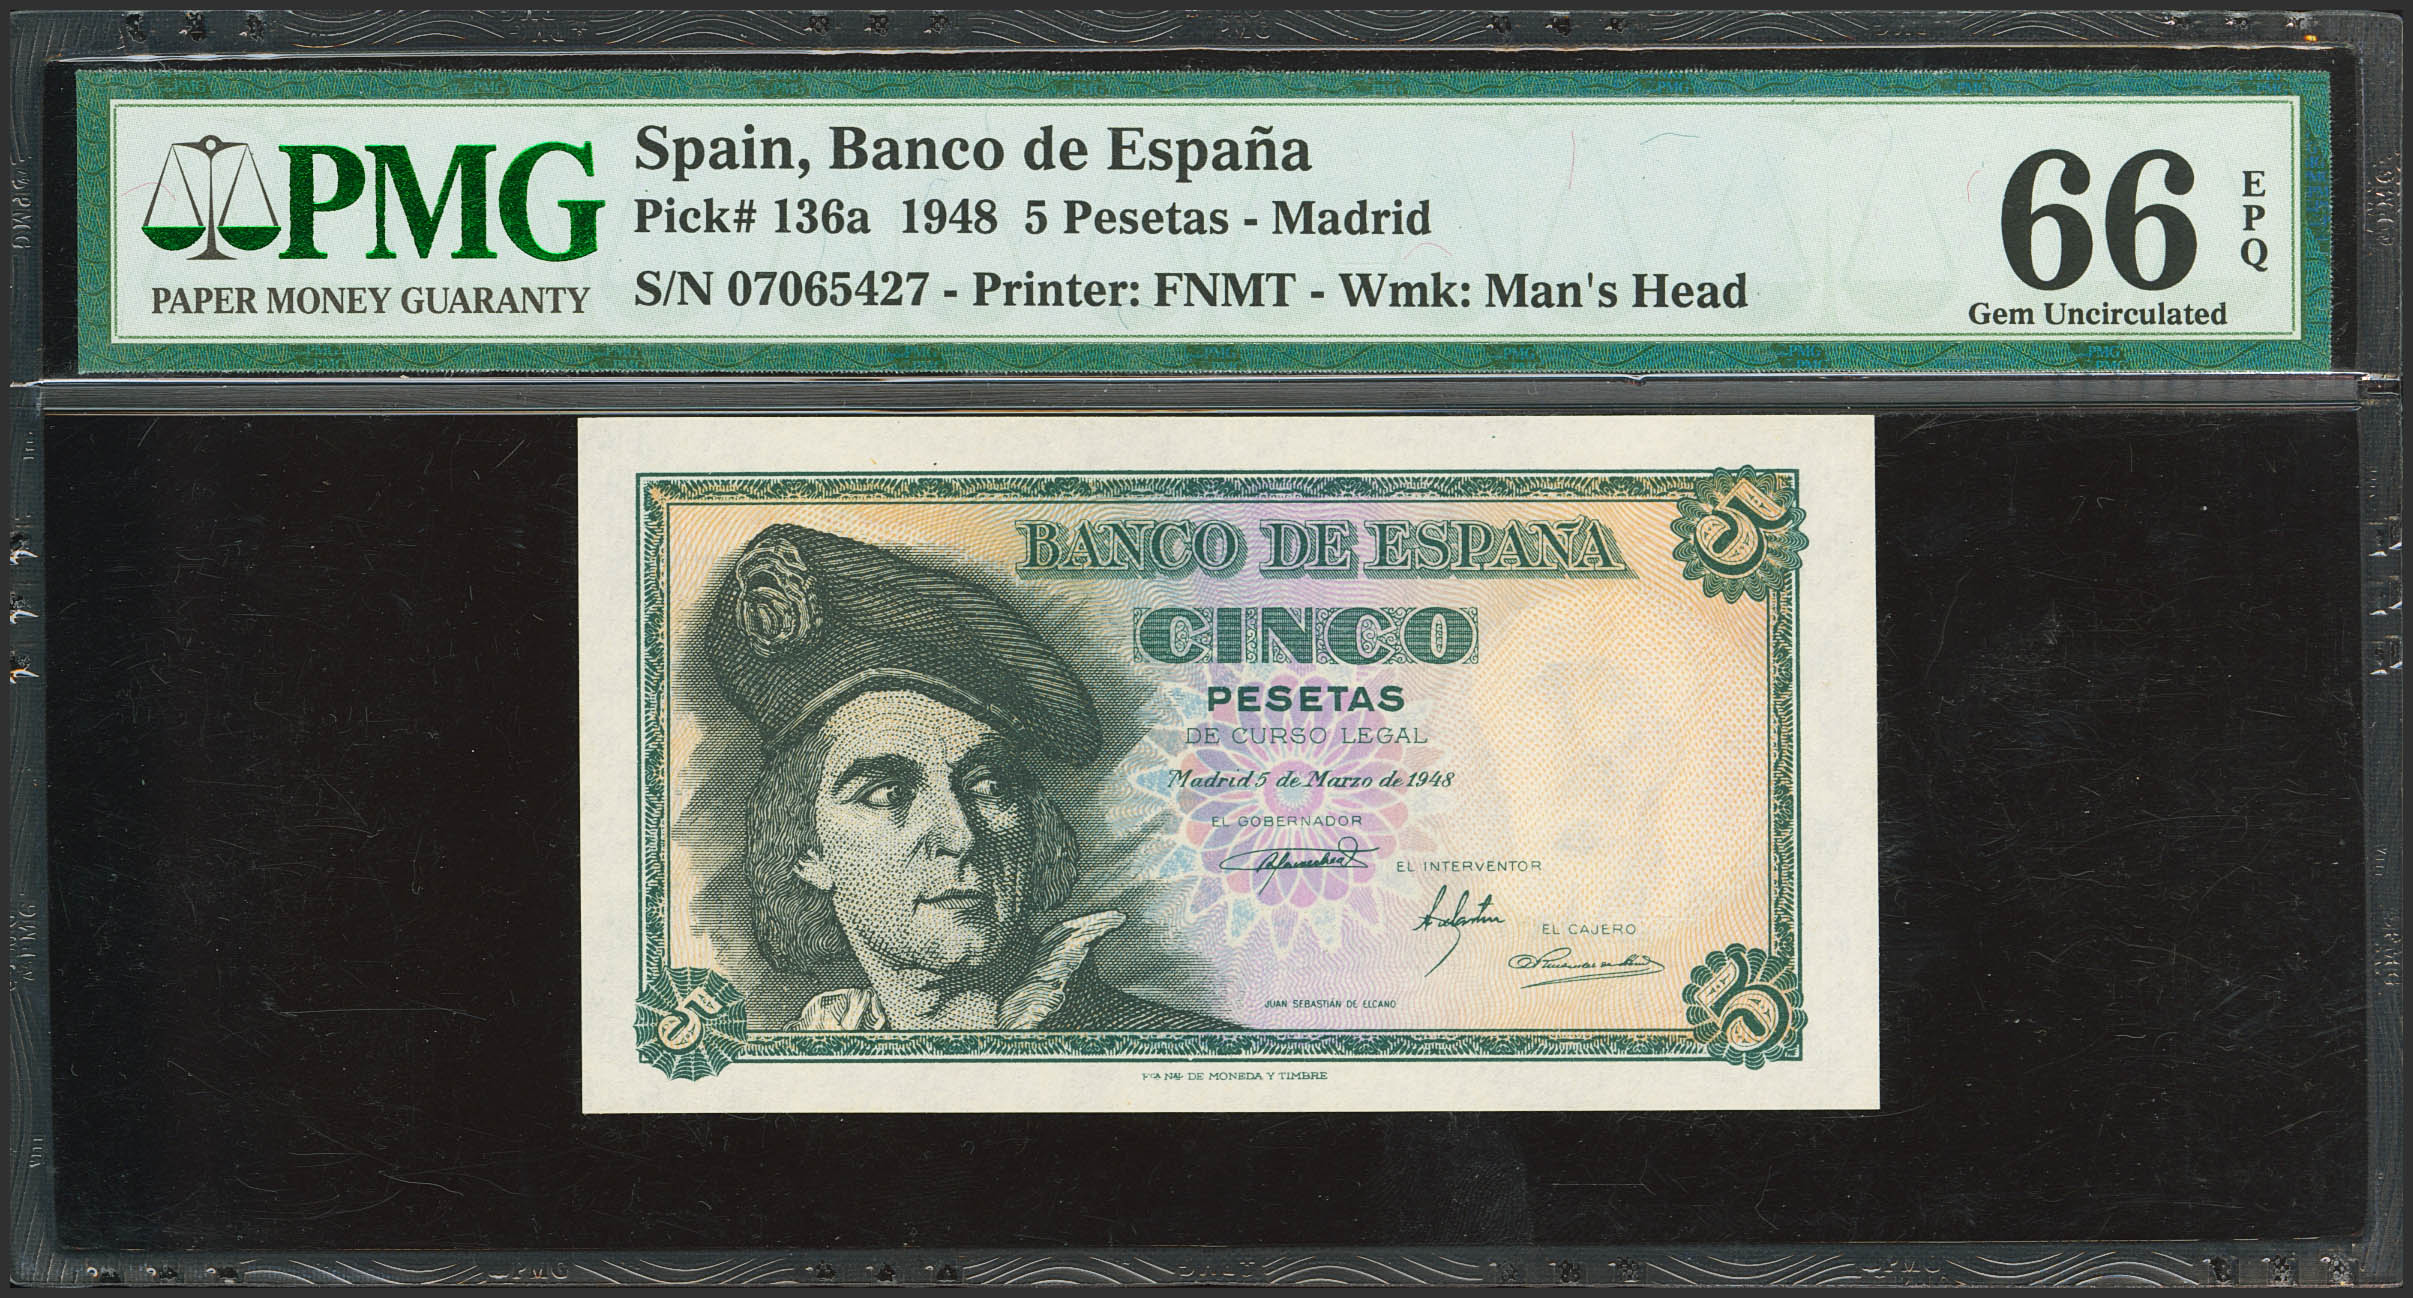 PMG
PAPER MONEY GUARANTY
Spain, Banco de España
Pick# 136a 1948 5 Pesetas - Madrid
S/N 07065427 - Printer: FNMT - Wmk: Man's Head
66
EPQ
Gem Uncirculated
5
BANCO DE ESPAÑA
CINCO
PESETAS
DE CURSO LEGAL
Madrid 5 de Marzo de 1948
EL GOBERNADOR
EL INTERVENTOR
EL CAJERO
JUAN SEBASTIÁN DE ELCANO
5
5
FCA NAL DE MONEDA Y TIMBRE